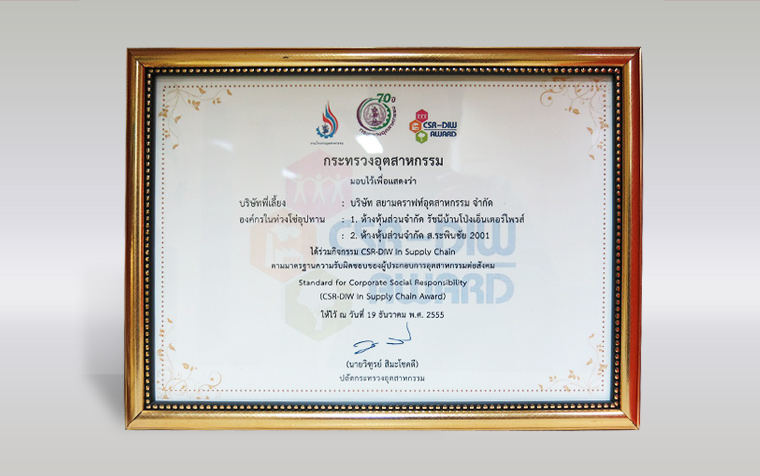 70 ปี
CSR-DIW
AWARD
กระทรวงอุตสาหกรรม
มอบไว้เพื่อแสดงว่า
บริษัทพี่เลี้ยง : บริษัท สยามคราฟท์อุตสาหกรรม จำกัด
องค์กรในห่วงโซ่อุปทาน : 1. ห้างหุ้นส่วนจำกัด รัชนีบ้านโป่งเอ็นเตอร์ไพรส์
: 2. ห้างหุ้นส่วนจำกัด ส.ระพินชัย 2001
ได้ร่วมกิจกรรม CSR-DIW in Supply Chain
ตามมาตรฐานความรับผิดชอบของผู้ประกอบการอุตสาหกรรมต่อสังคม
Standard for Corporate Social Responsibility
(CSR-DIW in Supply Chain Award)
ให้ไว้ ณ วันที่ 19 ธันวาคม พ.ศ. 2555
(นายวิฑูรย์ สิมะโชคดี)
ปลัดกระทรวงอุตสาหกรรม
CSR-DIW
AWARD